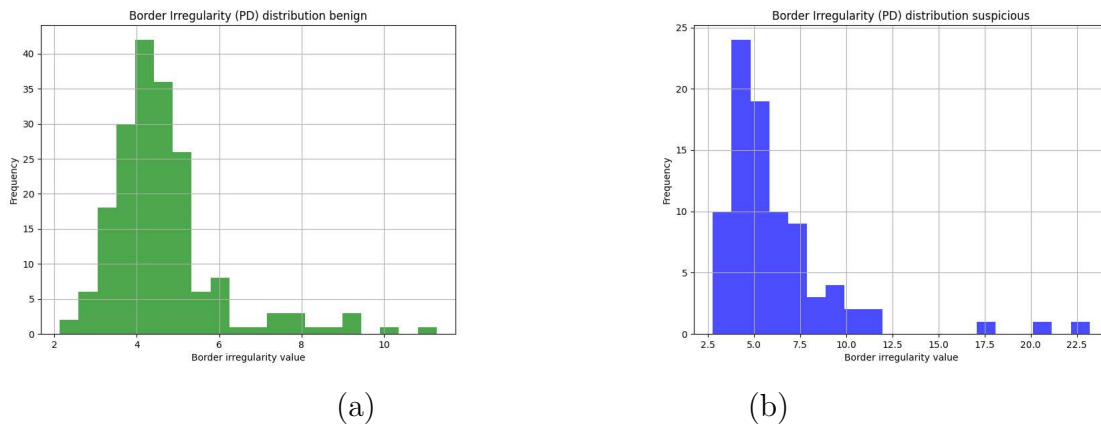 Border Irregularity (PD) distribution benign
40
35
30
25
20
15
10
5
0
Frequency
2 4 6 8 10
Border irregularity value
(a)
Border Irregularity (PD) distribution suspicious
25
20
15
10
5
0
Frequency
2.5 5.0 7.5 10.0 12.5 15.0 17.5 20.0 22.5
Border irregularity value
(b)